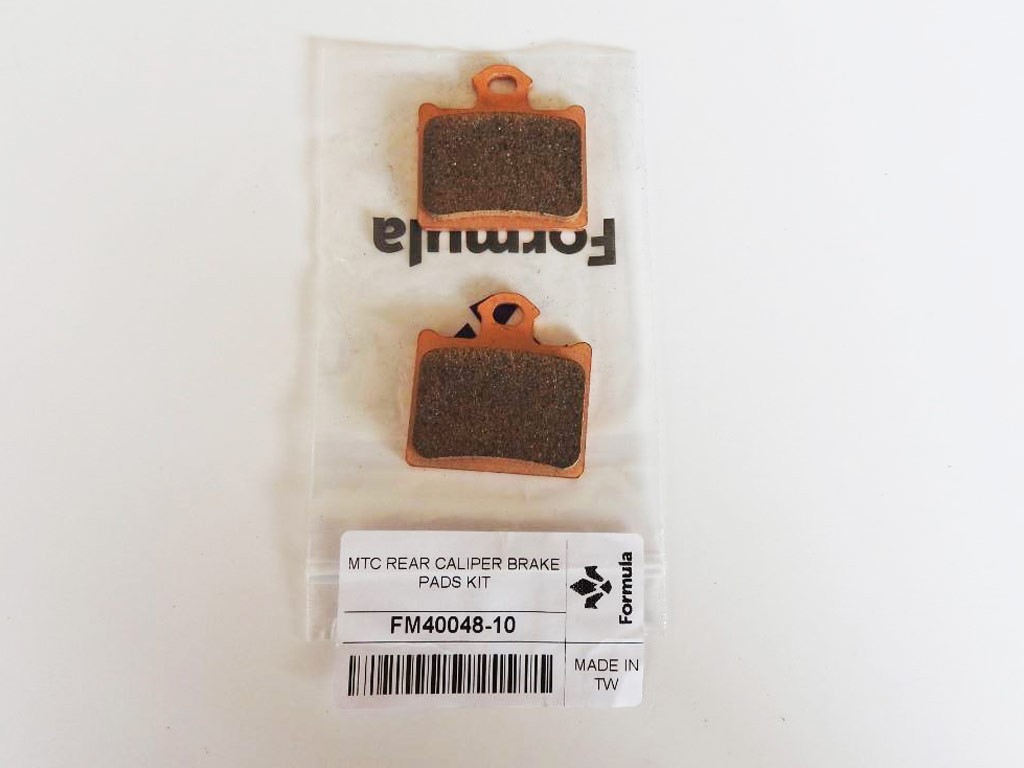 Formula
MTC REAR CALIPER BRAKE
PADS KIT
FM40048-10
Formula
MADE IN
TW